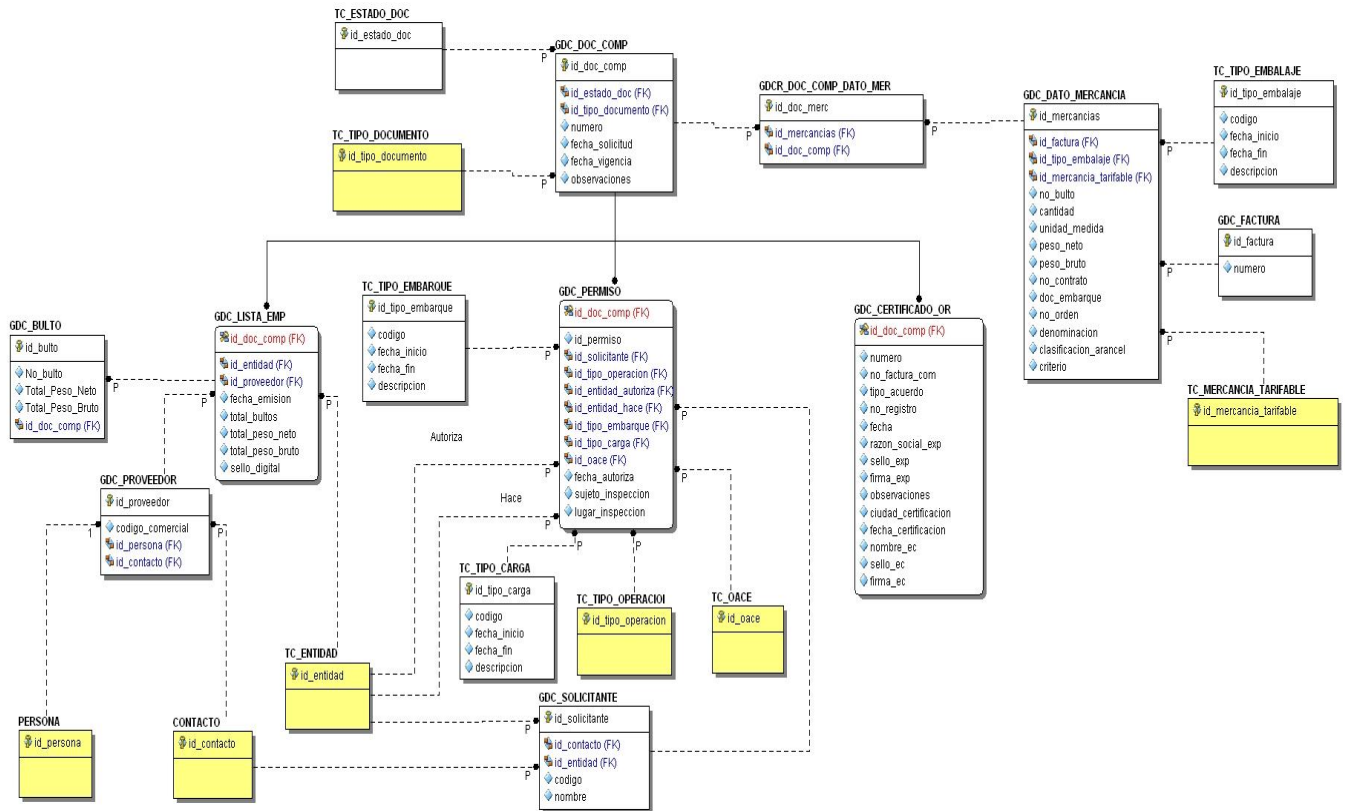 TC_ESTADO_DOC
id_estado_doc
P
GDC_DOC_COMP
id_doc_comp
id_estado_doc (FK)
id_tipo_documento (FK)
numero
fecha_solicitud
fecha_vigencia
observaciones
TC_TIPO_DOCUMENTO
id_tipo_documento
P
GDCR_DOC_COMP_DATO_MER
id_doc_merc
id_mercancias (FK)
id_doc_comp (FK)
P
P
GDC_DATO_MERCANCIA
id_mercancias
id_factura (FK)
id_tipo_embalaje (FK)
id_mercancia_tarifable (FK)
no_bulto
cantidad
unidad_medida
peso_neto
peso_bruto
no_contrato
doc_embarque
no_orden
denominacion
clasificacion_arancel
criterio
P
P
P
TC_TIPO_EMBALAJE
id_tipo_embalaje
codigo
fecha_inicio
fecha_fin
descripcion
GDC_FACTURA
id_factura
numero
TC_MERCANCIA_TARIFABLE
id_mercancia_tarifable
GDC_BULTO
id_bulto
No_bulto
Total_Peso_Neto
Total_Peso_Bruto
id_doc_comp (FK)
P
GDC_LISTA_EMP
id_doc_comp (FK)
id_entidad (FK)
id_proveedor (FK)
fecha_emision
total_bultos
total_peso_neto
total_peso_bruto
sello_digital
P
P
TC_TIPO_EMBARQUE
id_tipo_embarque
codigo
fecha_inicio
fecha_fin
descripcion
P
GDC_PERMISO
id_doc_comp (FK)
id_permiso
id_solicitante (FK)
id_tipo_operacion (FK)
id_entidad_autoriza (FK)
id_entidad_hace (FK)
id_tipo_embarque (FK)
id_tipo_carga (FK)
id_oace (FK)
fecha_autoriza
sujeto_inspeccion
lugar_inspeccion
P
P
P
P
P
P
Autoriza
Hace
GDC_CERTIFICADO_OR
id_doc_comp (FK)
numero
no_factura_com
tipo_acuerdo
no_registro
fecha
razon_social_exp
sello_exp
firma_exp
observaciones
ciudad_certificacion
fecha_certificacion
nombre_ec
sello_ec
firma_ec
GDC_PROVEEDOR
id_proveedor
codigo_comercial
id_persona (FK)
id_contacto (FK)
1
P
TC_TIPO_CARGA
id_tipo_carga
codigo
fecha_inicio
fecha_fin
descripcion
TC_TIPO_OPERACIOI
id_tipo_operacion
TC_OACE
id_oace
TC_ENTIDAD
id_entidad
GDC_SOLICITANTE
id_solicitante
id_contacto (FK)
id_entidad (FK)
codigo
nombre
P
P
PERSONA
id_persona
CONTACTO
id_contacto